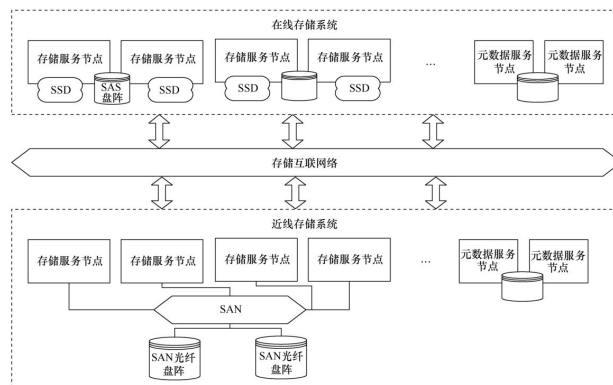 在线存储系统
存储服务节点
存储服务节点
存储服务节点
存储服务节点
...
元数据服务
节点
元数据服务
节点
SSD
SAS
盘阵
SSD
SSD
SSD
存储互联网络
近线存储系统
存储服务节点
存储服务节点
存储服务节点
存储服务节点
...
元数据服务
节点
元数据服务
节点
SAN
SAN光纤
盘阵
SAN光纤
盘阵